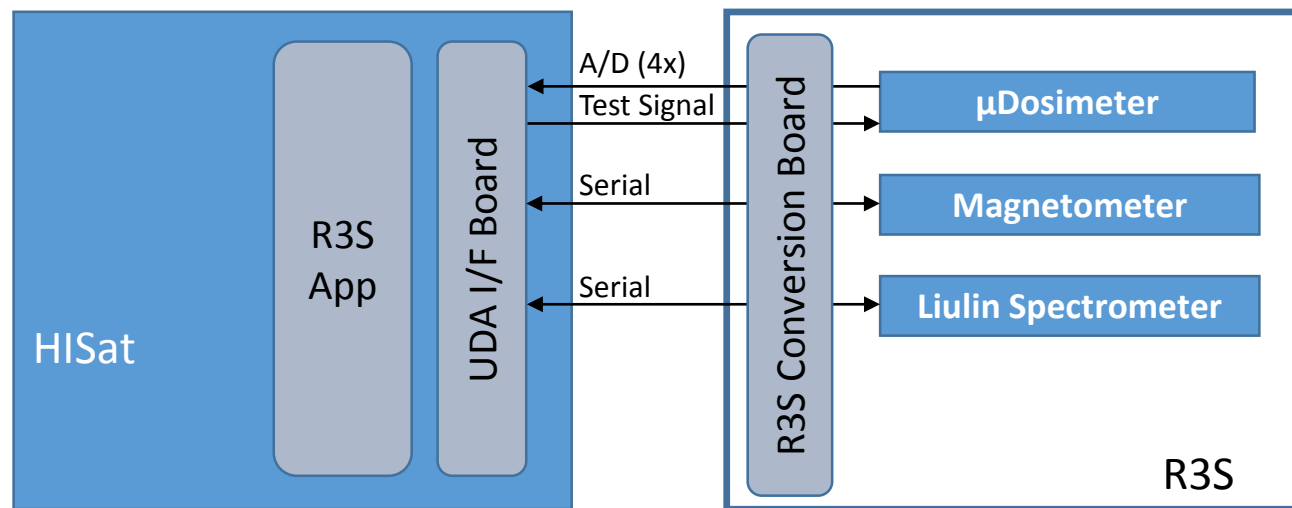 HISat
R3S
App
UDA I/F Board
A/D (4x)
Test Signal
Serial
Serial
R3S Conversion Board
µDosimeter
Magnetometer
Liulin Spectrometer
R3S